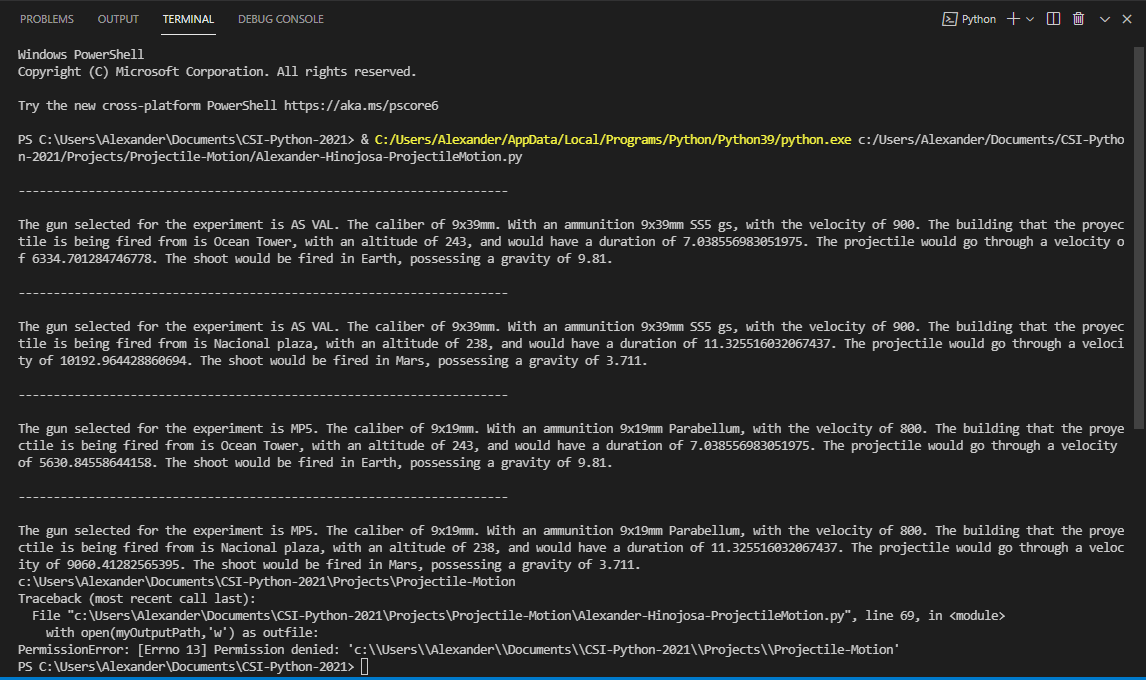 PROBLEMS OUTPUT TERMINAL DEBUG CONSOLE Python
Windows PowerShell
Copyright (C) Microsoft Corporation. All rights reserved.
Try the new cross-platform PowerShell https://aka.ms/pscore6
PS C:\Users\Alexander\Documents\CSI-Python-2021> & C:/Users/Alexander/AppData/Local/Programs/Python/Python39/python.exe c:/Users/Alexander/Documents/CSI-Pytho
n-2021/Projects/Projectile-Motion/Alexander-Hinojosa-ProjectileMotion.py
----------------------------------------------------------------------
The gun selected for the experiment is AS VAL. The caliber of 9x39mm. With an ammunition 9x39mm SS5 gs, with the velocity of 900. The building that the proyec
tile is being fired from is Ocean Tower, with an altitude of 243, and would have a duration of 7.038556983051975. The projectile would go through a velocity o
f 6334.701284746778. The shoot would be fired in Earth, possessing a gravity of 9.81.
----------------------------------------------------------------------
The gun selected for the experiment is AS VAL. The caliber of 9x39mm. With an ammunition 9x39mm SS5 gs, with the velocity of 900. The building that the proyec
tile is being fired from is Nacional plaza, with an altitude of 238, and would have a duration of 11.325516032067437. The projectile would go through a veloci
ty of 10192.964428860694. The shoot would be fired in Mars, possessing a gravity of 3.711.
----------------------------------------------------------------------
The gun selected for the experiment is MP5. The caliber of 9x19mm. With an ammunition 9x19mm Parabellum, with the velocity of 800. The building that the proye
ctile is being fired from is Ocean Tower, with an altitude of 243, and would have a duration of 7.038556983051975. The projectile would go through a velocity
of 5630.84558644158. The shoot would be fired in Earth, possessing a gravity of 9.81.
----------------------------------------------------------------------
The gun selected for the experiment is MP5. The caliber of 9x19mm. With an ammunition 9x19mm Parabellum, with the velocity of 800. The building that the proye
ctile is being fired from is Nacional plaza, with an altitude of 238, and would have a duration of 11.325516032067437. The projectile would go through a veloc
ity of 9060.41282565395. The shoot would be fired in Mars, possessing a gravity of 3.711.
c:\Users\Alexander\Documents\CSI-Python-2021\Projects\Projectile-Motion
Traceback (most recent call last):
  File "c:\Users\Alexander\Documents\CSI-Python-2021\Projects\Projectile-Motion\Alexander-Hinojosa-ProjectileMotion.py", line 69, in <module>
    with open(myOutputPath,'w') as outfile:
PermissionError: [Errno 13] Permission denied: 'c:\\Users\\Alexander\\Documents\\CSI-Python-2021\\Projects\\Projectile-Motion'
PS C:\Users\Alexander\Documents\CSI-Python-2021>